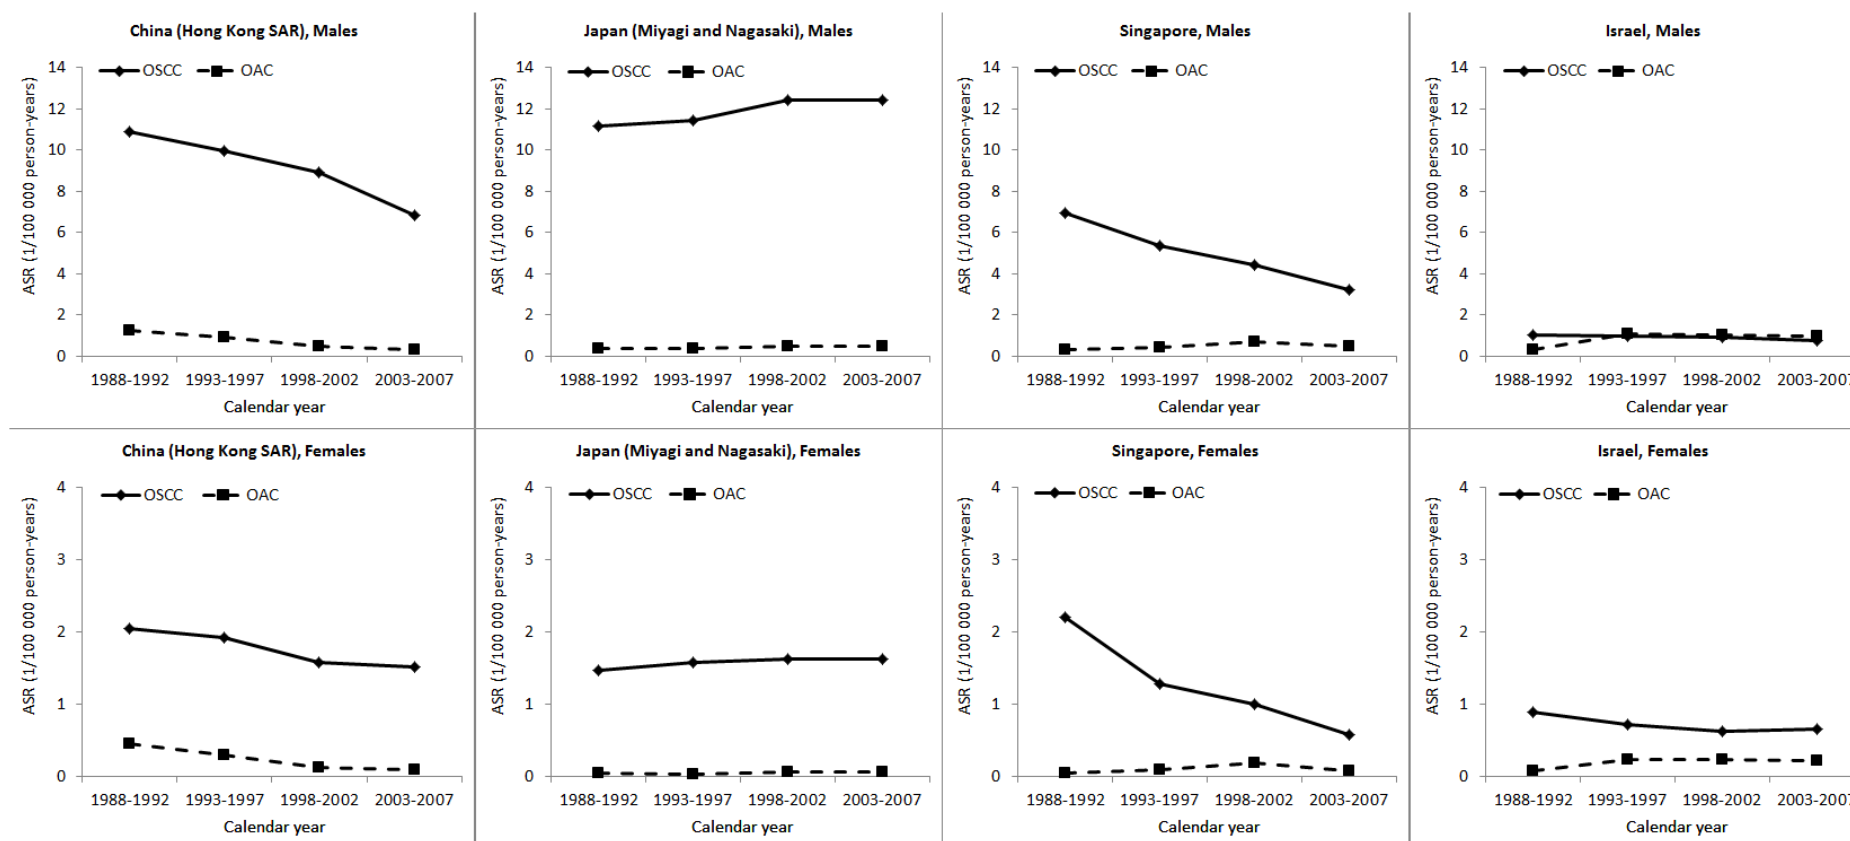 China (Hong Kong SAR), Males
OSCC OAC
ASR (1/100 000 person-years)
14
12
10
8
6
4
2
0
1988-1992 1993-1997 1998-2002 2003-2007
Calendar year
Japan (Miyagi and Nagasaki), Males
OSCC OAC
ASR (1/100 000 person-years)
14
12
10
8
6
4
2
0
1988-1992 1993-1997 1998-2002 2003-2007
Calendar year
Singapore, Males
OSCC OAC
ASR (1/100 000 person-years)
14
12
10
8
6
4
2
0
1988-1992 1993-1997 1998-2002 2003-2007
Calendar year
Israel, Males
OSCC OAC
ASR (1/100 000 person-years)
14
12
10
8
6
4
2
0
1988-1992 1993-1997 1998-2002 2003-2007
Calendar year
China (Hong Kong SAR), Females
OSCC OAC
ASR (1/100 000 person-years)
4
3
2
1
0
1988-1992 1993-1997 1998-2002 2003-2007
Calendar year
Japan (Miyagi and Nagasaki), Females
OSCC OAC
ASR (1/100 000 person-years)
4
3
2
1
0
1988-1992 1993-1997 1998-2002 2003-2007
Calendar year
Singapore, Females
OSCC OAC
ASR (1/100 000 person-years)
4
3
2
1
0
1988-1992 1993-1997 1998-2002 2003-2007
Calendar year
Israel, Females
OSCC OAC
ASR (1/100 000 person-years)
4
3
2
1
0
1988-1992 1993-1997 1998-2002 2003-2007
Calendar year